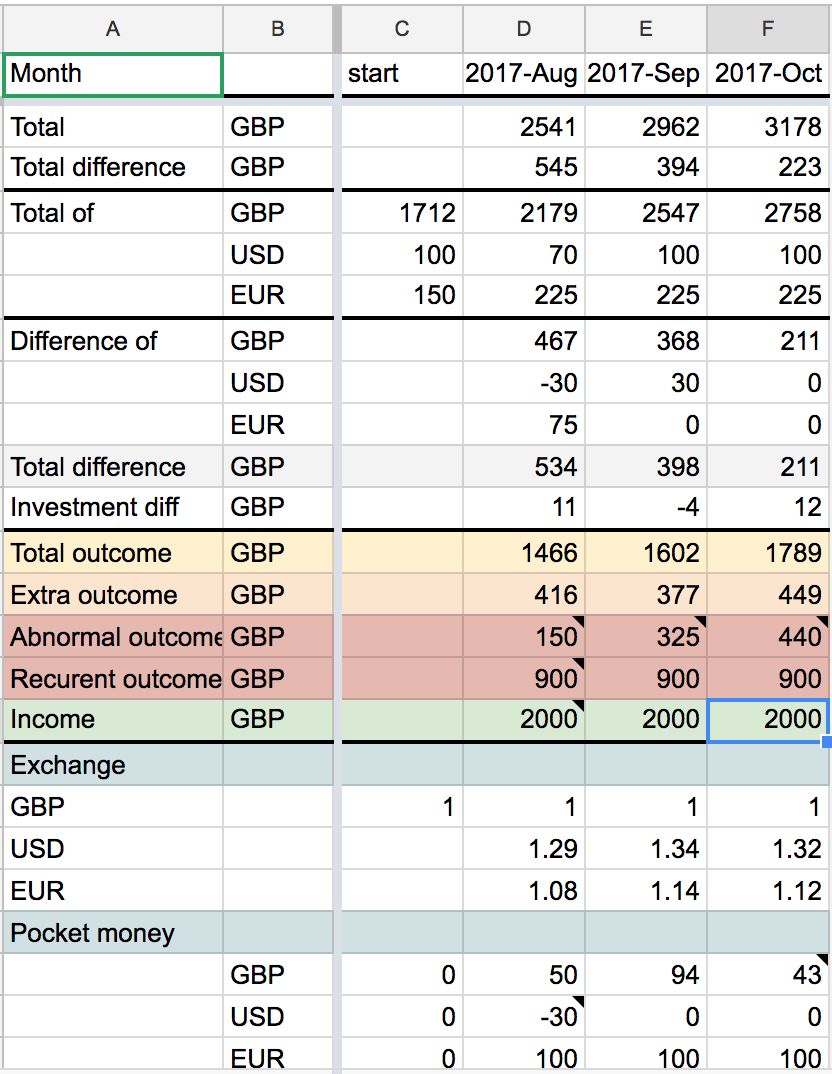 A B C D E F
Month start 2017-Aug 2017-Sep 2017-Oct
Total GBP 2541 2962 3178
Total difference GBP 545 394 223
Total of GBP 1712 2179 2547 2758
USD 100 70 100 100
EUR 150 225 225 225
Difference of GBP 467 368 211
USD -30 30 0
EUR 75 0 0
Total difference GBP 534 398 211
Investment diff GBP 11 -4 12
Total outcome GBP 1466 1602 1789
Extra outcome GBP 416 377 449
Abnormal outcome GBP 150 325 440
Recurent outcome GBP 900 900 900
Income GBP 2000 2000 2000
Exchange
GBP 1 1 1 1
USD 1.29 1.34 1.32
EUR 1.08 1.14 1.12
Pocket money
GBP 0 50 94 43
USD 0 -30 0 0
EUR 0 100 100 100